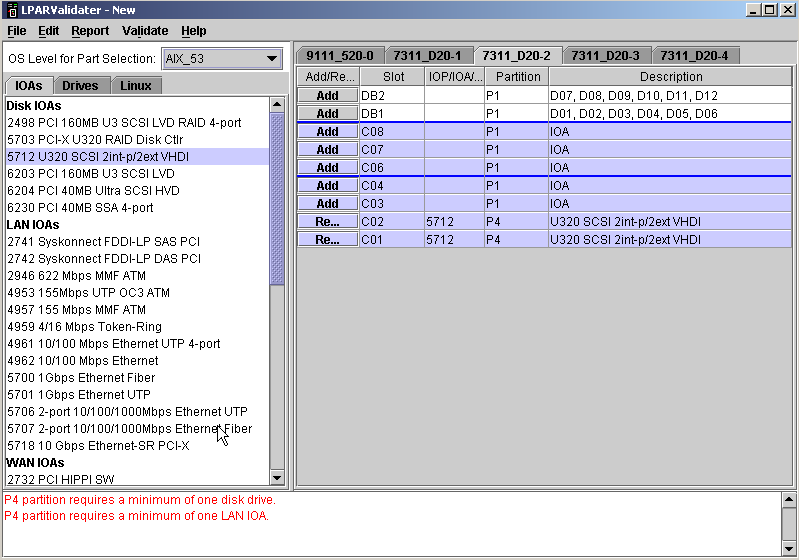 LPARValidater - New
File Edit Report Validate Help
OS Level for Part Selection: AIX_53
IOAs Drives Linux
Disk IOAs
2498 PCI 160MB U3 SCSI LVD RAID 4-port
5703 PCI-X U320 RAID Disk Ctlr
5712 U320 SCSI 2int-p/2ext VHDI
6203 PCI 160MB U3 SCSI LVD
6204 PCI 40MB Ultra SCSI HVD
6230 PCI 40MB SSA 4-port
LAN IOAs
2741 Syskonnect FDDI-LP SAS PCI
2742 Syskonnect FDDI-LP DAS PCI
2946 622 Mbps MMF ATM
4953 155Mbps UTP OC3 ATM
4957 155 Mbps MMF ATM
4959 4/16 Mbps Token-Ring
4961 10/100 Mbps Ethernet UTP 4-port
4962 10/100 Mbps Ethernet
5700 1Gbps Ethernet Fiber
5701 1Gbps Ethernet UTP
5706 2-port 10/100/1000Mbps Ethernet UTP
5707 2-port 10/100/1000Mbps Ethernet Fiber
5718 10 Gbps Ethernet-SR PCI-X
WAN IOAs
2732 PCI HIPPI SW
9111_520-0 7311_D20-1 7311_D20-2 7311_D20-3 7311_D20-4
Add/Re... Slot IOP/IOA/... Partition Description
Add DB2 P1 D07, D08, D09, D10, D11, D12
Add DB1 P1 D01, D02, D03, D04, D05, D06
Add C08 P1 IOA
Add C07 P1 IOA
Add C06 P1 IOA
Add C04 P1 IOA
Add C03 P1 IOA
Re... C02 5712 P4 U320 SCSI 2int-p/2ext VHDI
Re... C01 5712 P4 U320 SCSI 2int-p/2ext VHDI
P4 partition requires a minimum of one disk drive.
P4 partition requires a minimum of one LAN IOA.